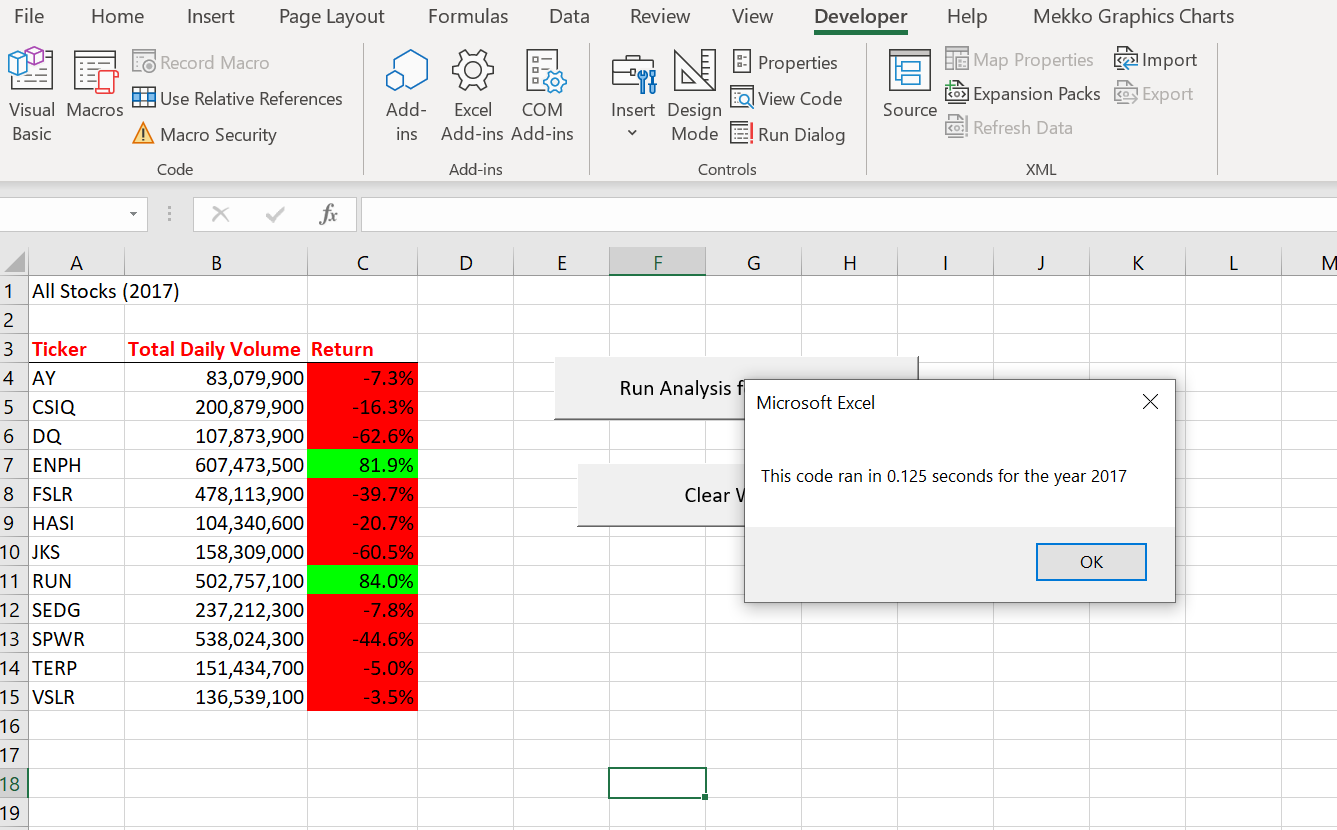 File Home Insert Page Layout Formulas Data Review View Developer Help Mekko Graphics Charts
Visual Basic
Macros
Record Macro
Use Relative References
Macro Security
Code
Add-ins
Excel Add-ins
COM Add-ins
Add-ins
Insert
Design Mode
Properties
View Code
Run Dialog
Controls
Source
Map Properties
Expansion Packs
Refresh Data
Import
Export
XML
fx
A B C D E F G H I J K L M
1 All Stocks (2017)
2
3 Ticker Total Daily Volume Return
4 AY 83,079,900 -7.3%
5 CSIQ 200,879,900 -16.3%
6 DQ 107,873,900 -62.6%
7 ENPH 607,473,500 81.9%
8 FSLR 478,113,900 -39.7%
9 HASI 104,340,600 -20.7%
10 JKS 158,309,000 -60.5%
11 RUN 502,757,100 84.0%
12 SEDG 237,212,300 -7.8%
13 SPWR 538,024,300 -44.6%
14 TERP 151,434,700 -5.0%
15 VSLR 136,539,100 -3.5%
16
17
18
19
Run Analysis f
Clear
Microsoft Excel
This code ran in 0.125 seconds for the year 2017
OK